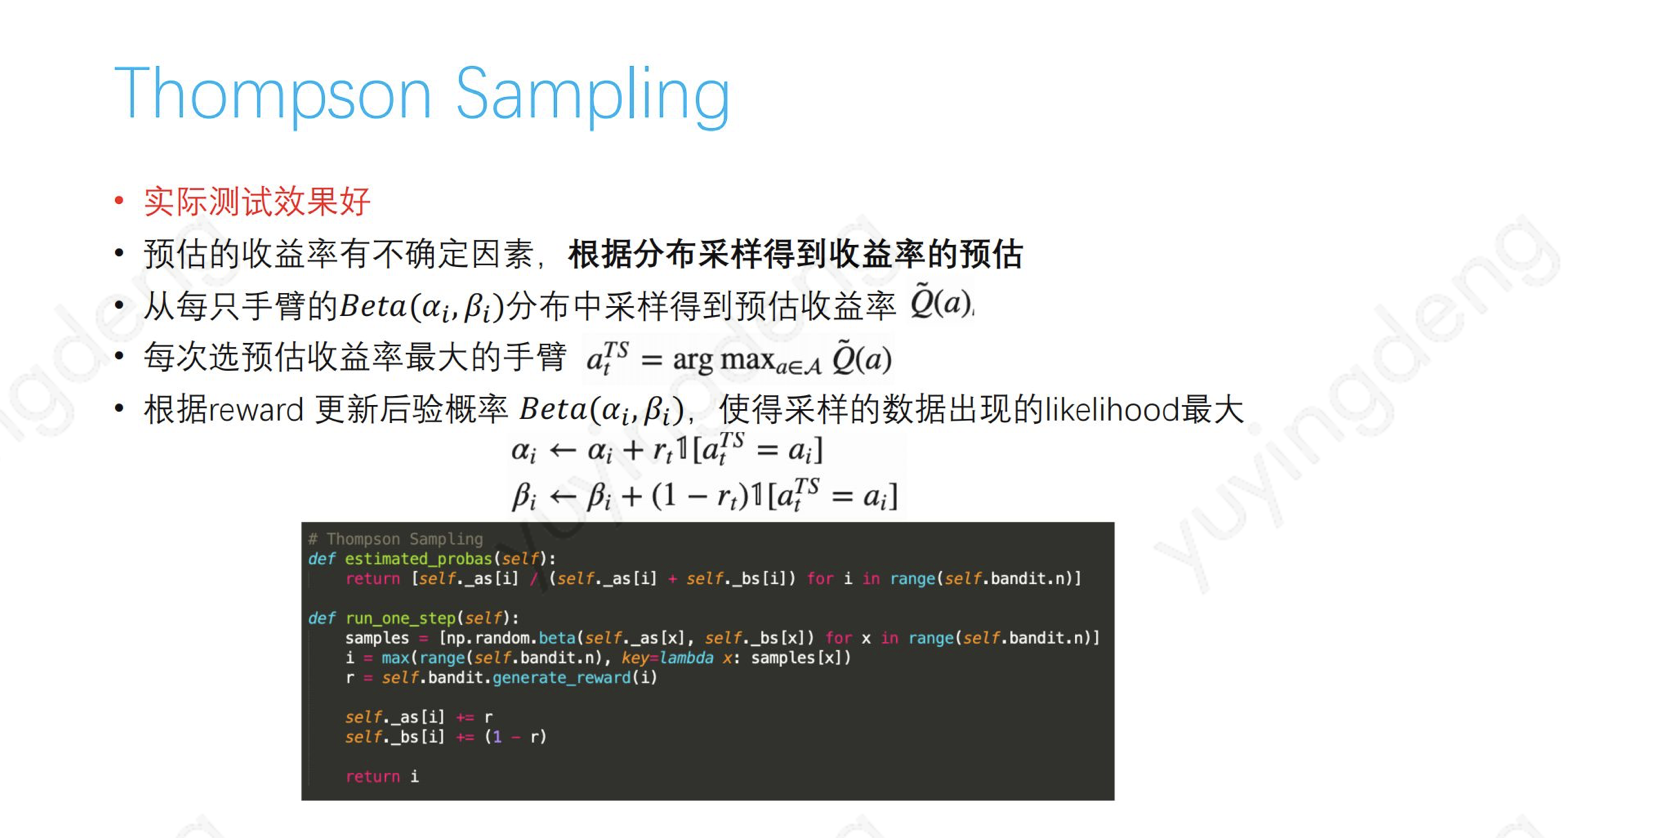 Thompson Sampling
• 实际测试效果好
• 预估的收益率有不确定因素，根据分布采样得到收益率的预估
• 从每只手臂的Beta(αᵢ,βᵢ)分布中采样得到预估收益率 Q̃(a),
• 每次选预估收益率最大的手臂 aₜᵀˢ = arg maxₐ∈𝒜 Q̃(a)
• 根据reward 更新后验概率 Beta(αᵢ,βᵢ)，使得采样的数据出现的likelihood最大
αᵢ ← αᵢ + rₜ𝟙[aₜᵀˢ = aᵢ]
βᵢ ← βᵢ + (1 − rₜ)𝟙[aₜᵀˢ = aᵢ]
# Thompson Sampling
def estimated_probas(self):
    return [self._as[i] / (self._as[i] + self._bs[i]) for i in range(self.bandit.n)]
def run_one_step(self):
    samples = [np.random.beta(self._as[x], self._bs[x]) for x in range(self.bandit.n)]
    i = max(range(self.bandit.n), key=lambda x: samples[x])
    r = self.bandit.generate_reward(i)
    self._as[i] += r
    self._bs[i] += (1 - r)
    return i
yuyingdeng
yuyingdeng